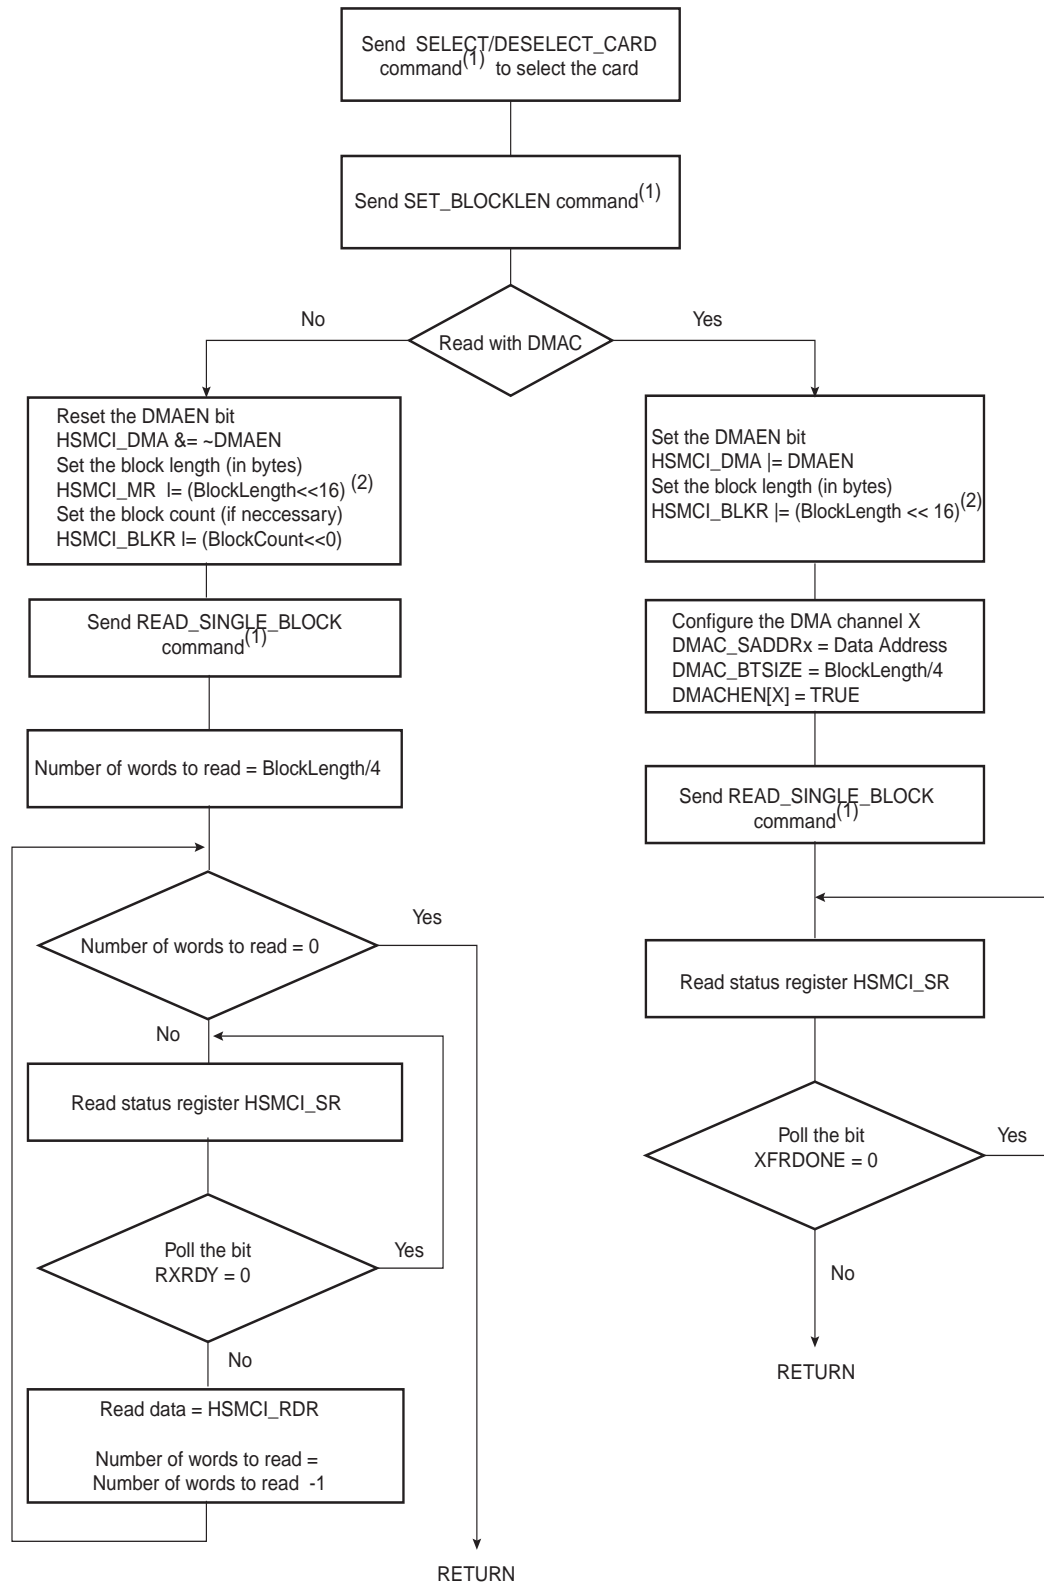 Send SELECT/DESELECT_CARD
command(1) to select the card
Send SET_BLOCKLEN command(1)
No
Yes
Read with DMAC
Reset the DMAEN bit
HSMCI_DMA &= ~DMAEN
Set the block length (in bytes)
HSMCI_MR l= (BlockLength<<16) (2)
Set the block count (if neccessary)
HSMCI_BLKR l= (BlockCount<<0)
Send READ_SINGLE_BLOCK
command(1)
Number of words to read = BlockLength/4
Number of words to read = 0
Yes
No
Read status register HSMCI_SR
Poll the bit
RXRDY = 0
Yes
No
Read data = HSMCI_RDR
Number of words to read =
Number of words to read -1
RETURN
Set the DMAEN bit
HSMCI_DMA |= DMAEN
Set the block length (in bytes)
HSMCI_BLKR |= (BlockLength << 16)(2)
Configure the DMA channel X
DMAC_SADDRx = Data Address
DMAC_BTSIZE = BlockLength/4
DMACHEN[X] = TRUE
Send READ_SINGLE_BLOCK
command(1)
Read status register HSMCI_SR
Poll the bit
XFRDONE = 0
Yes
No
RETURN